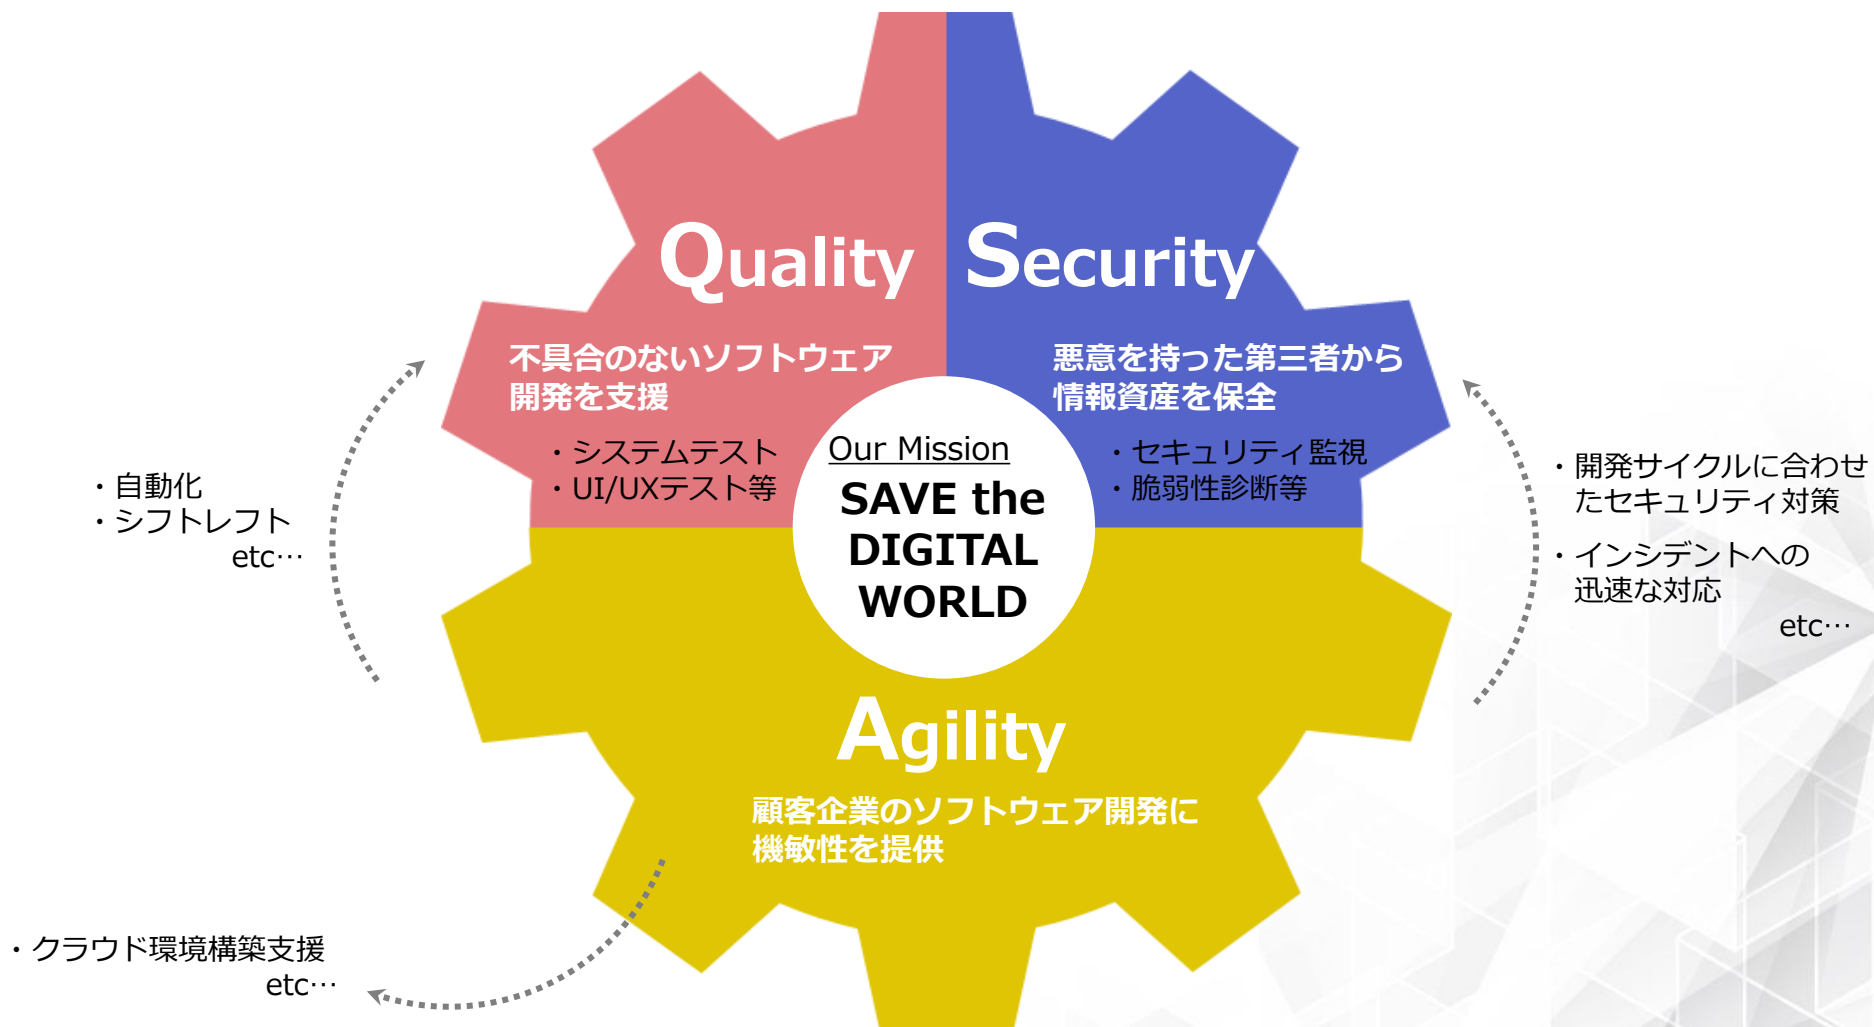 Quality
不具合のないソフトウェア
開発を支援
・システムテスト
・UI/UXテスト等
Security
悪意を持った第三者から
情報資産を保全
・セキュリティ監視
・脆弱性診断等
Our Mission
SAVE the
DIGITAL
WORLD
Agility
顧客企業のソフトウェア開発に
機敏性を提供
・自動化
・シフトレフト
etc…
・開発サイクルに合わせ
たセキュリティ対策
・インシデントへの
迅速な対応
etc…
・クラウド環境構築支援
etc…